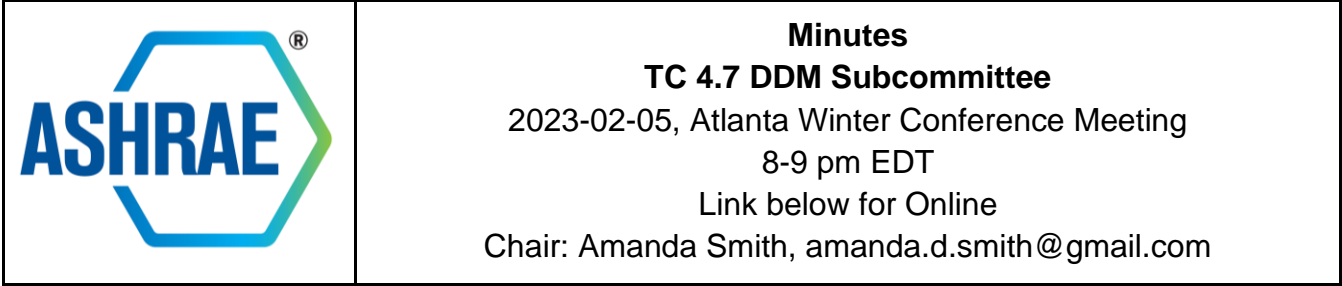 ASHRAE®
Minutes
TC 4.7 DDM Subcommittee
2023-02-05, Atlanta Winter Conference Meeting
8-9 pm EDT
Link below for Online
Chair: Amanda Smith, amanda.d.smith@gmail.com